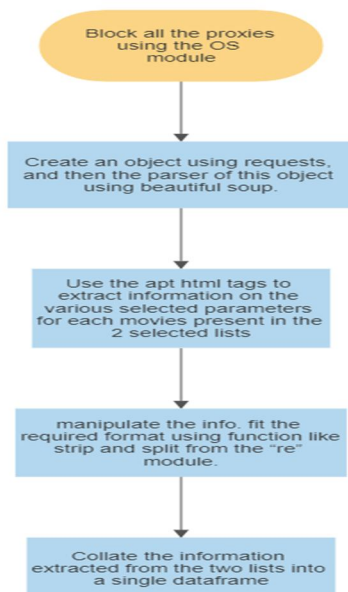 Block all the proxies
using the OS
module
Create an object using requests,
and then the parser of this object
using beautiful soup.
Use the apt html tags to
extract information on the
various selected parameters
for each movies present in the
2 selected lists
manipulate the info. fit the
required format using function like
strip and split from the "re"
module.
Collate the information
extracted from the two lists into
a single dataframe